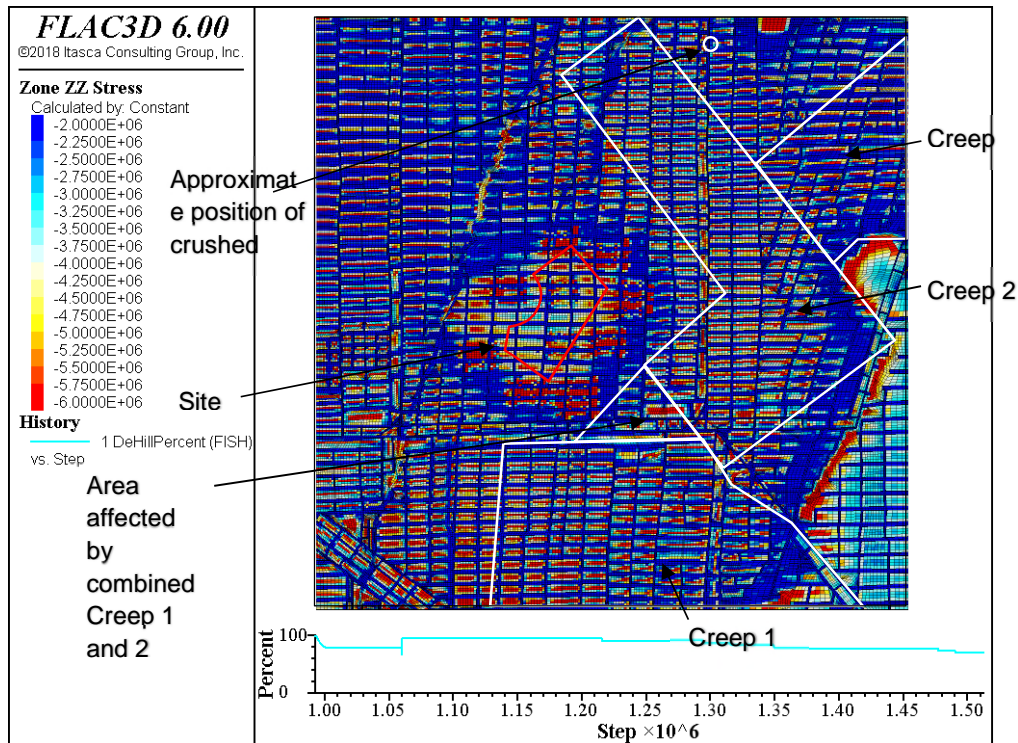 FLAC3D 6.00
©2018 Itasca Consulting Group, Inc.
Zone ZZ Stress
Calculated by: Constant
-2.0000E+06
-2.2500E+06
-2.5000E+06
-2.7500E+06
-3.0000E+06
-3.2500E+06
-3.5000E+06
-3.7500E+06
-4.0000E+06
-4.2500E+06
-4.5000E+06
-4.7500E+06
-5.0000E+06
-5.2500E+06
-5.5000E+06
-5.7500E+06
-6.0000E+06
History
1 DeHillPercent (FISH)
vs. Step
Approximat
e position of
crushed
Site
Area
affected
by
combined
Creep 1
and 2
Creep
Creep 2
Creep 1
Percent
100
0
1.00 1.05 1.10 1.15 1.20 1.25 1.30 1.35 1.40 1.45 1.50
Step ×10^6